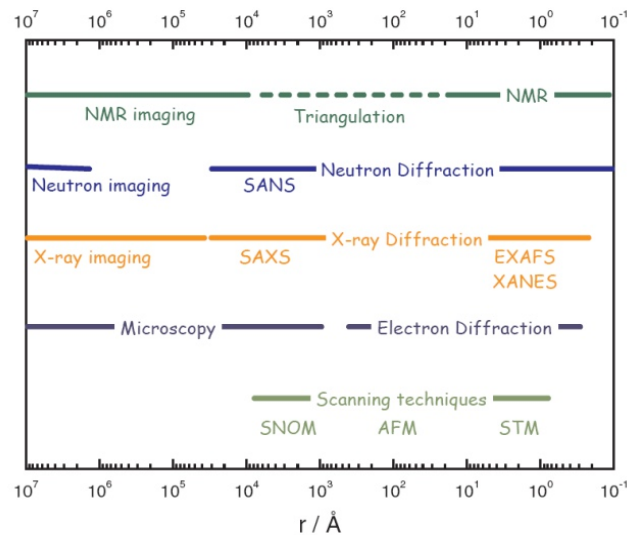 10⁷ 10⁶ 10⁵ 10⁴ 10³ 10² 10¹ 10⁰ 10⁻¹
NMR
NMR imaging Triangulation
Neutron Diffraction
Neutron imaging SANS
X-ray Diffraction
X-ray imaging SAXS EXAFS
XANES
Microscopy Electron Diffraction
Scanning techniques
SNOM AFM STM
10⁷ 10⁶ 10⁵ 10⁴ 10³ 10² 10¹ 10⁰ 10⁻¹
r / Å